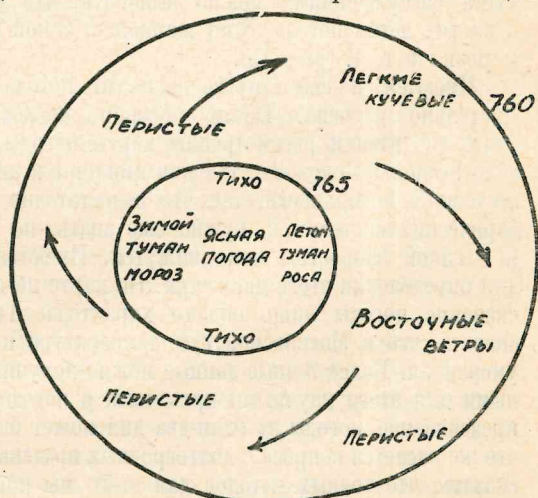 ЛЕГКИЕ
КУЧЕВЫЕ
760
ПЕРИСТЫЕ
ТИХО
765
ЗИМОЙ
ТУМАН
МОРОЗ
ЯСНАЯ
ПОГОДА
ЛЕТОМ
ТУМАН
РОСА
ТИХО
ВОСТОЧНЫЕ
ВЕТРЫ
ПЕРИСТЫЕ
ПЕРИСТЫЕ